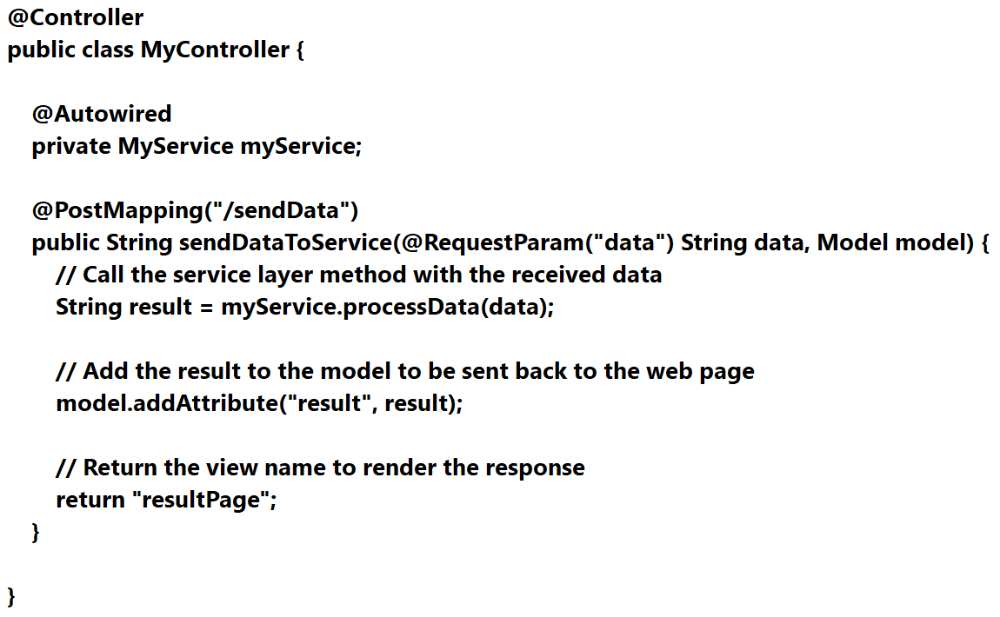 @Controller
public class MyController {
@Autowired
private MyService myService;
@PostMapping("/sendData")
public String sendDataToService(@RequestParam("data") String data, Model model) {
// Call the service layer method with the received data
String result = myService.processData(data);
// Add the result to the model to be sent back to the web page
model.addAttribute("result", result);
// Return the view name to render the response
return "resultPage";
}
}